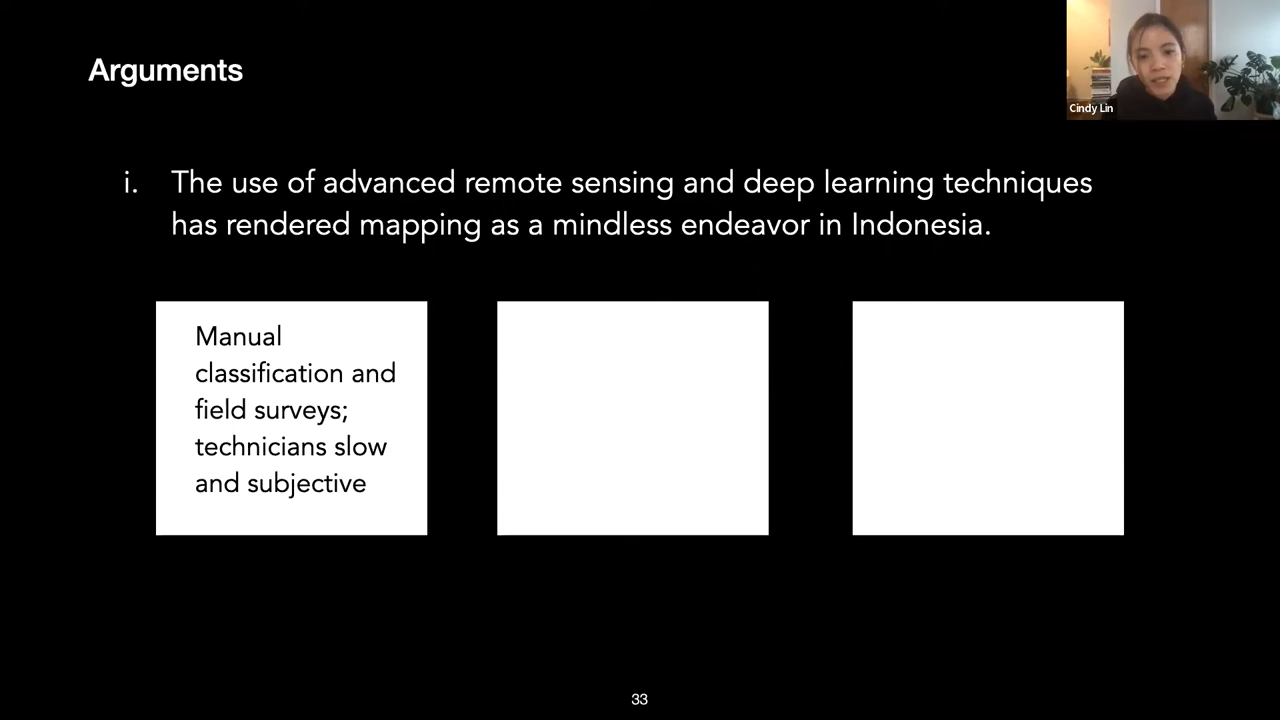 Arguments
Cindy Lin
i. The use of advanced remote sensing and deep learning techniques
has rendered mapping as a mindless endeavor in Indonesia.
Manual
classification and
field surveys;
technicians slow
and subjective
33